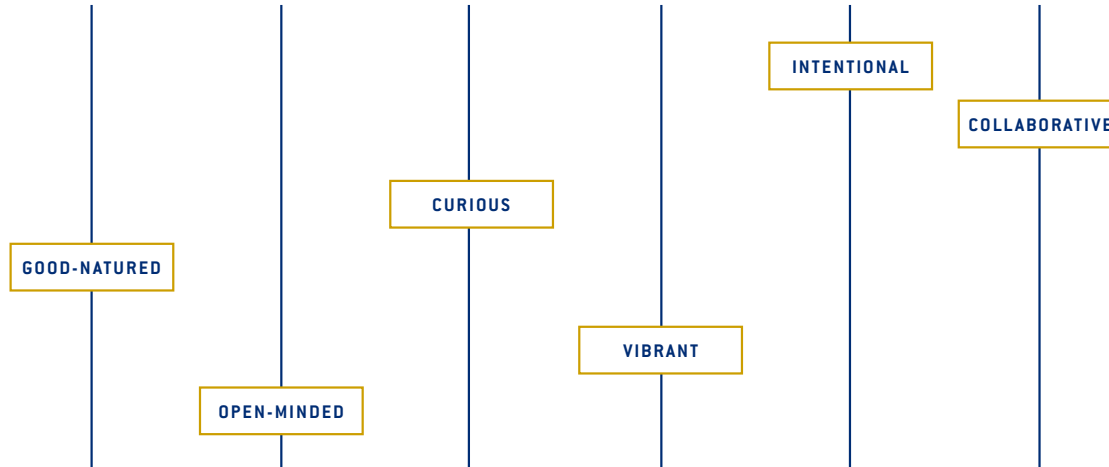 INTENTIONAL
COLLABORATIVE
CURIOUS
GOOD-NATURED
VIBRANT
OPEN-MINDED